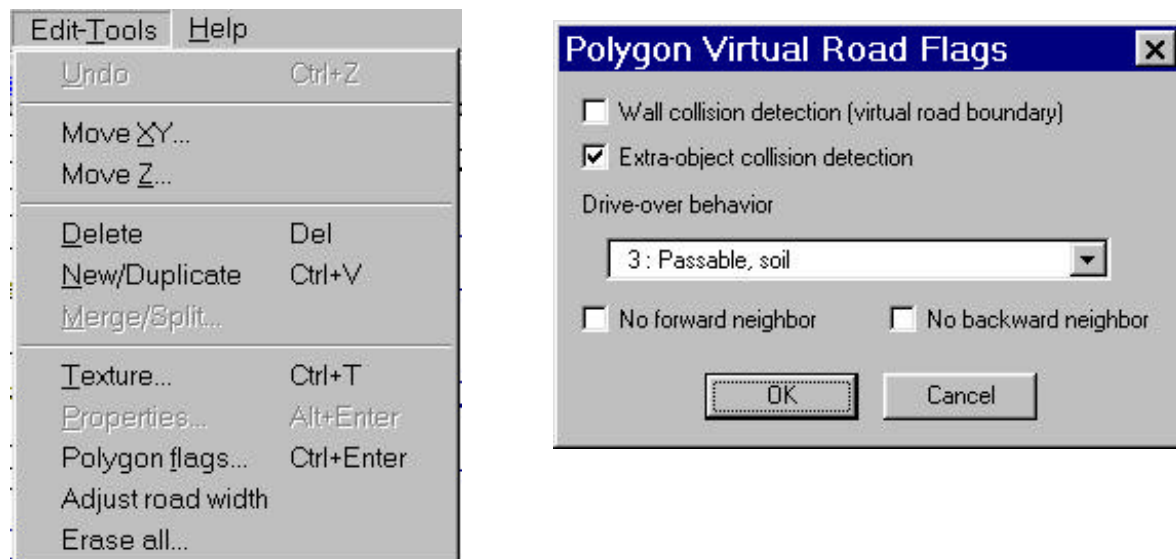 Edit-Tools Help
Undo Ctrl+Z
Move XY...
Move Z...
Delete Del
New/Duplicate Ctrl+V
Merge/Split...
Texture... Ctrl+T
Properties... Alt+Enter
Polygon flags... Ctrl+Enter
Adjust road width
Erase all...
Polygon Virtual Road Flags
Wall collision detection (virtual road boundary)
Extra-object collision detection
Drive-over behavior
3 : Passable, soil
No forward neighbor No backward neighbor
OK Cancel